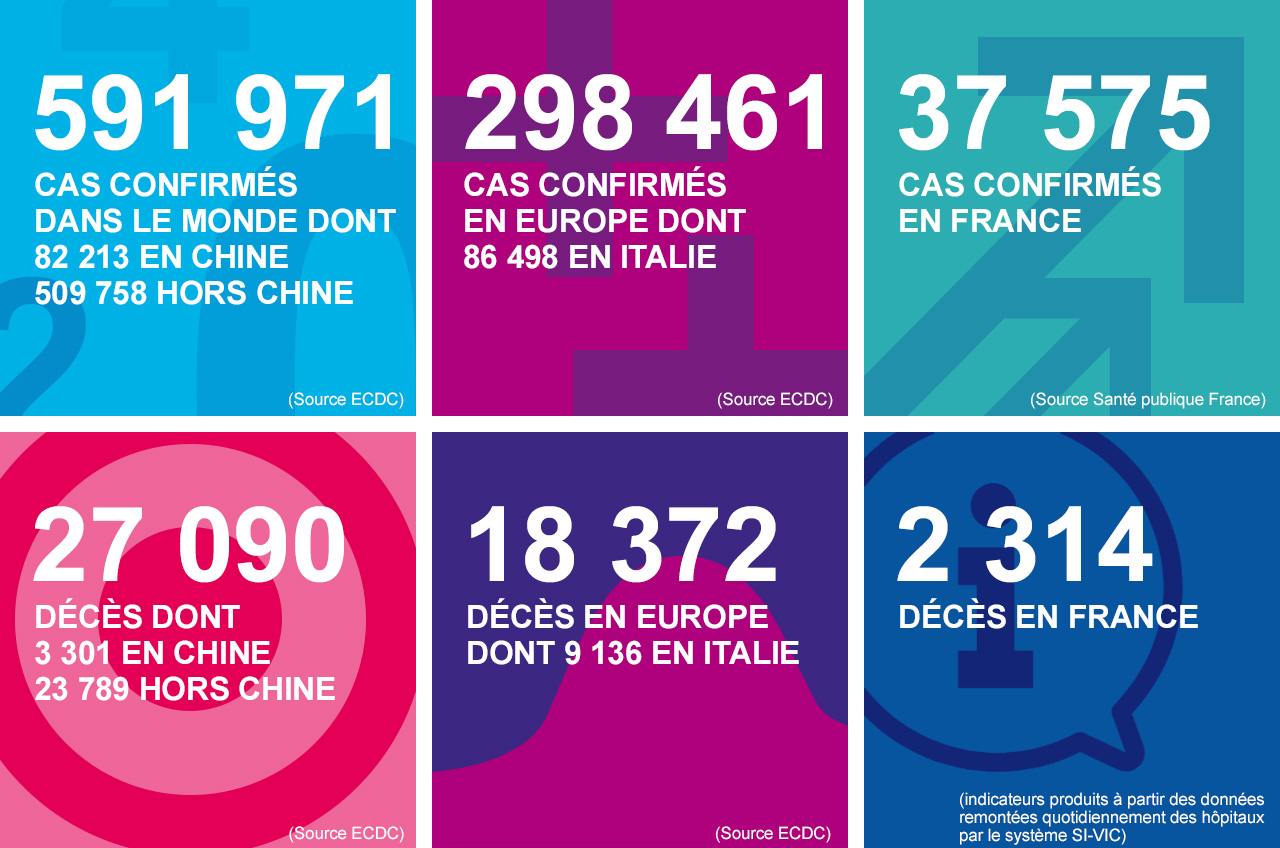 591 971
CAS CONFIRMÉS
DANS LE MONDE DONT
82 213 EN CHINE
509 758 HORS CHINE
(Source ECDC)
298 461
CAS CONFIRMÉS
EN EUROPE DONT
86 498 EN ITALIE
(Source ECDC)
37 575
CAS CONFIRMÉS
EN FRANCE
(Source Santé publique France)
27 090
DÉCÈS DONT
3 301 EN CHINE
23 789 HORS CHINE
(Source ECDC)
18 372
DÉCÈS EN EUROPE
DONT 9 136 EN ITALIE
(Source ECDC)
2 314
DÉCÈS EN FRANCE
(indicateurs produits à partir des données
remontées quotidiennement des hôpitaux
par le système SI-VIC)